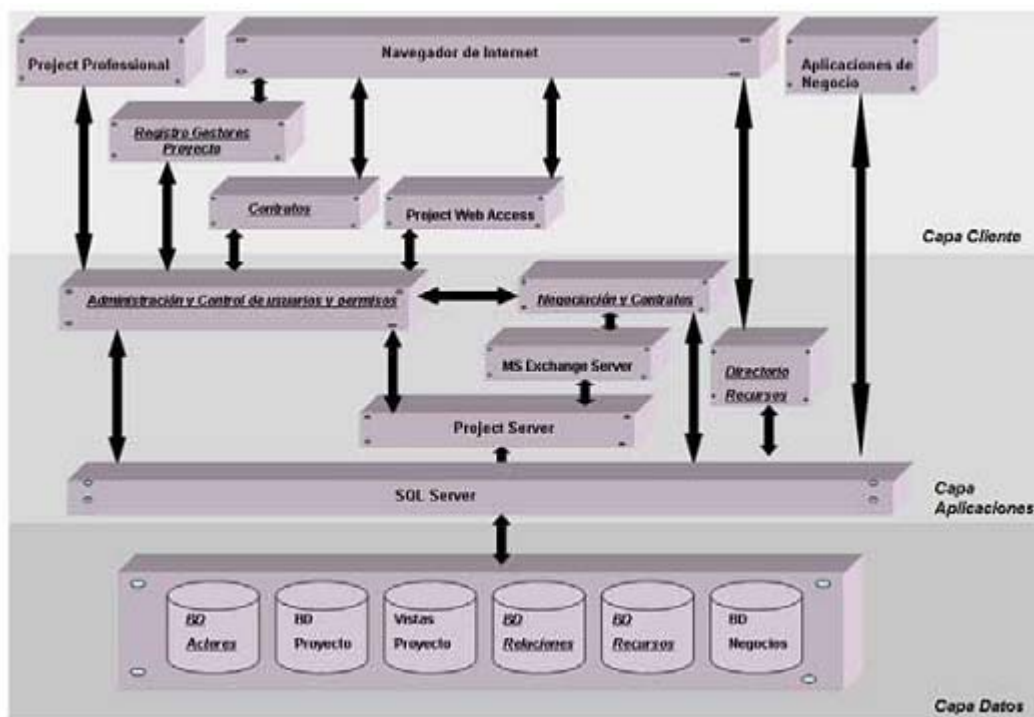 Project Professional
Navegador de Internet
Aplicaciones de
Negocio
Registro Gestores
Proyecto
Contratos
Project Web Access
Capa Cliente
Administración y Control de usuarios y permisos
Negociación y Contratos
MS Exchange Server
Directorio
Recursos
Project Server
SQL Server
Capa
Aplicaciones
BD
Actores
BD
Proyecto
Vistas
Proyecto
BD
Relaciones
BD
Recursos
BD
Negocios
Capa Datos